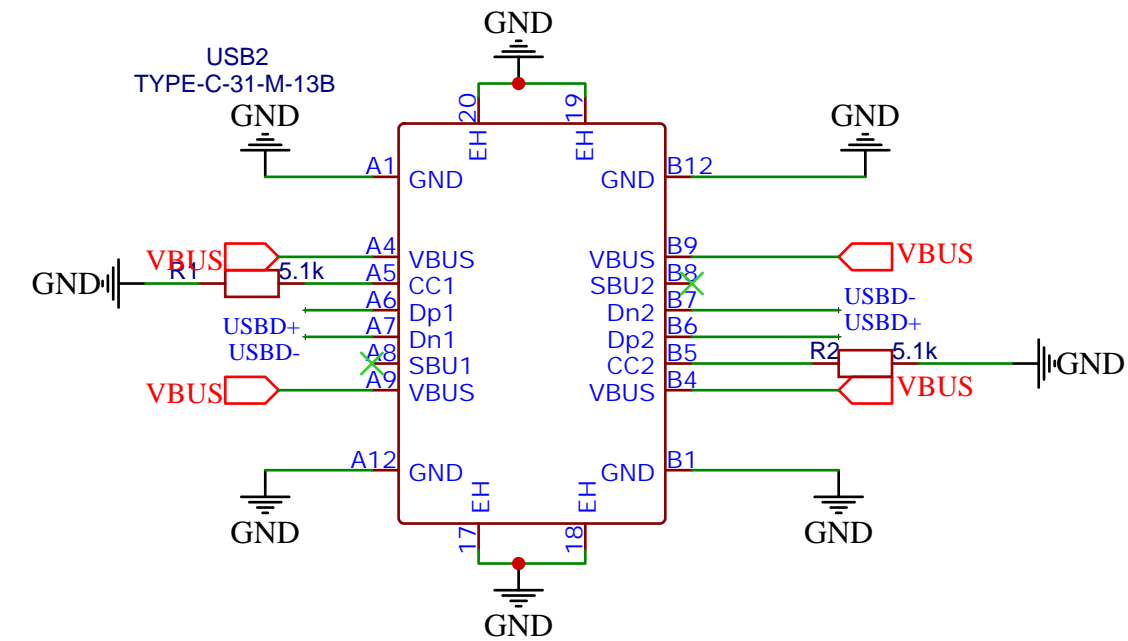 GND
USB2
TYPE-C-31-M-13B
GND
GND
20
19
EH
EH
A1
GND
GND
B12
VBUS
A4
VBUS
VBUS
B9
VBUS
GND
R1
5.1k
A5
CC1
SBU2
B8
A6
Dp1
Dn2
B7
USBD-
USBD+
A7
Dn1
Dp2
B6
USBD+
USBD-
A8
SBU1
CC2
B5
R2
5.1k
GND
VBUS
A9
VBUS
VBUS
B4
VBUS
A12
GND
GND
B1
EH
EH
GND
17
18
GND
GND